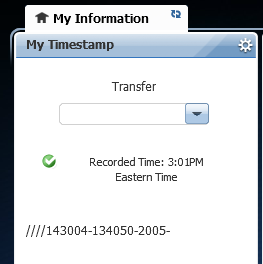 My Information
My Timestamp
Transfer
Recorded Time: 3:01PM
Eastern Time
////143004-134050-2005-